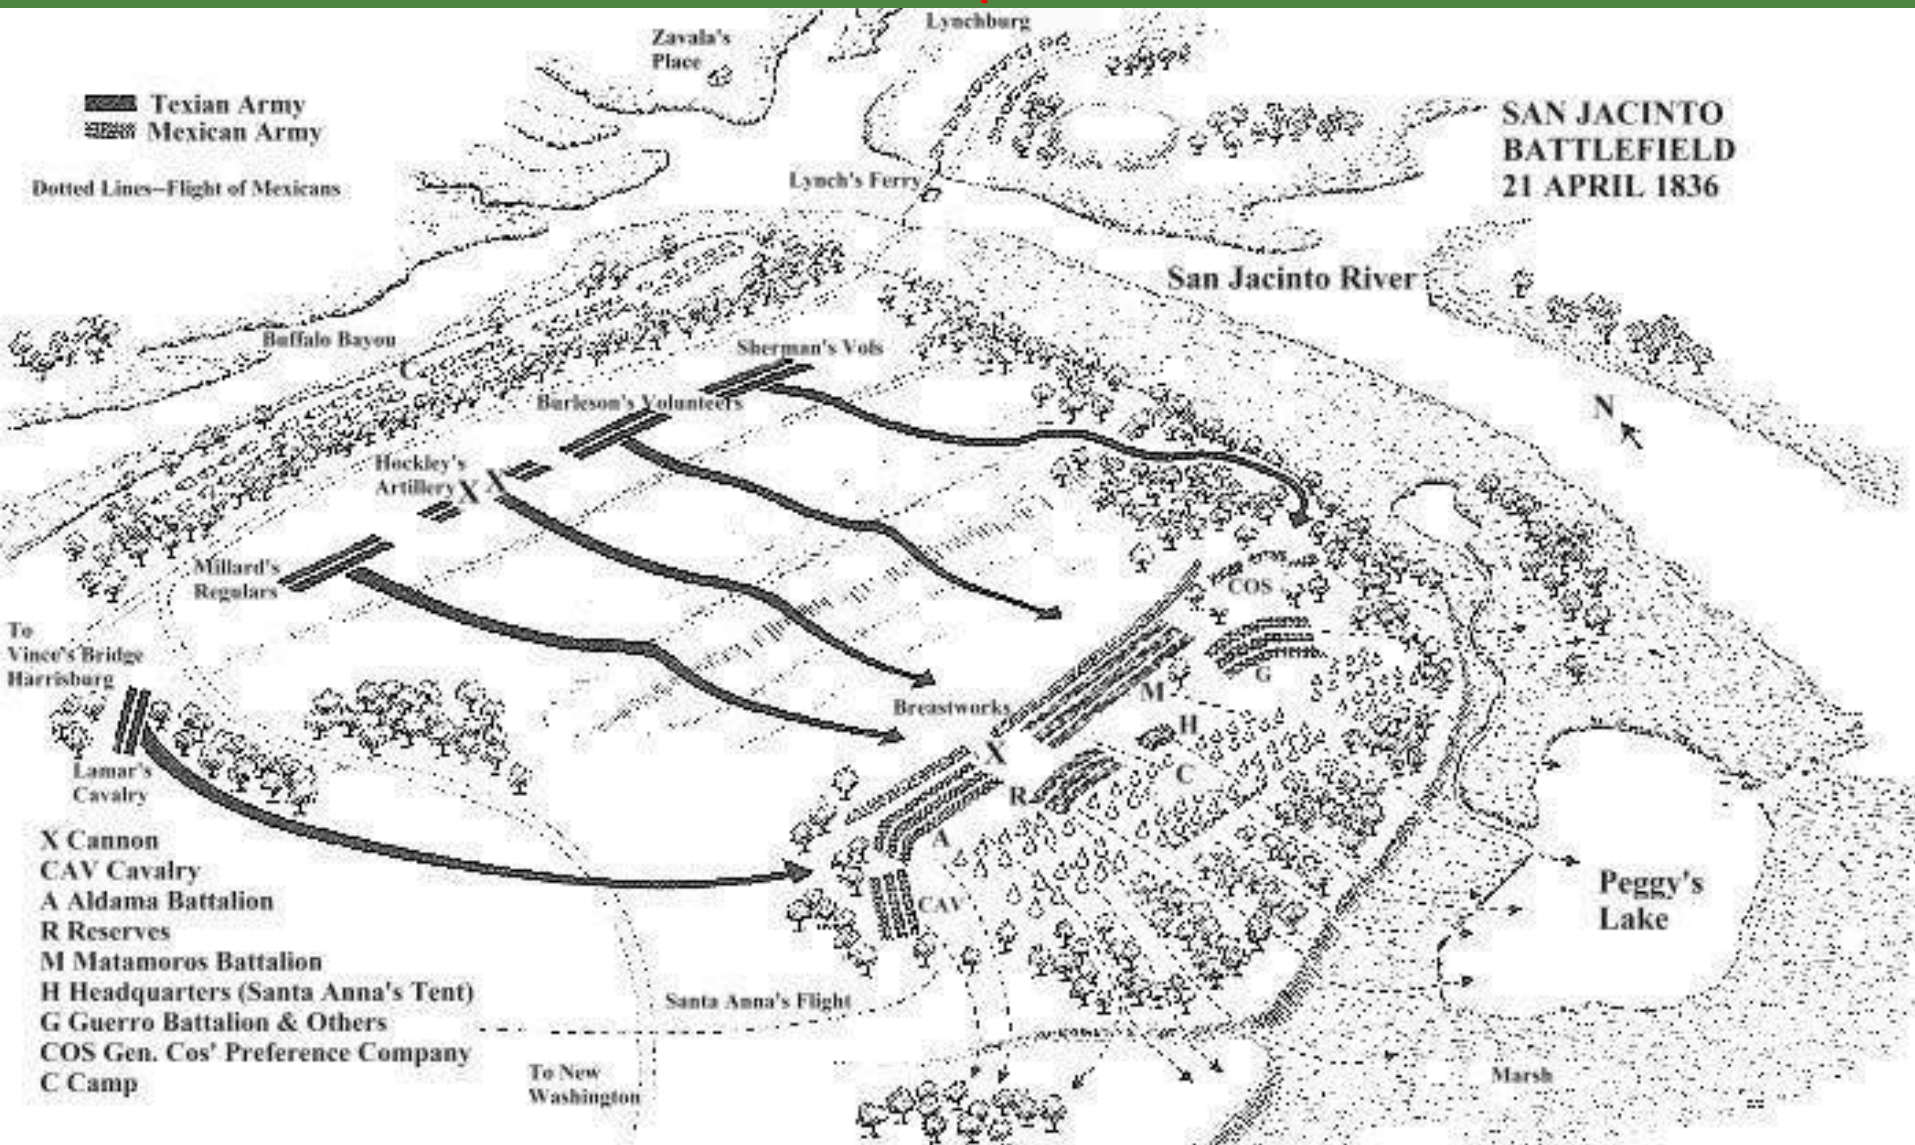 Lynchburg
Zavala's
Place
Texian Army
Mexican Army
Dotted Lines–Flight of Mexicans
SAN JACINTO
BATTLEFIELD
21 APRIL 1836
Lynch's Ferry
San Jacinto River
Buffalo Bayou
C
Sherman's Vols
Burleson's Volunteers
N
Hockley's
Artillery X X
Millard's
Regulars
COS
To
Vince's Bridge
Harrisburg
G
M
Breastworks
H
X
Lamar's
Cavalry
C
R
A
CAV
Peggy's
Lake
X Cannon
CAV Cavalry
A Aldama Battalion
R Reserves
M Matamoros Battalion
H Headquarters (Santa Anna's Tent)
G Guerro Battalion & Others
COS Gen. Cos' Preference Company
C Camp
Santa Anna's Flight
To New
Washington
Marsh